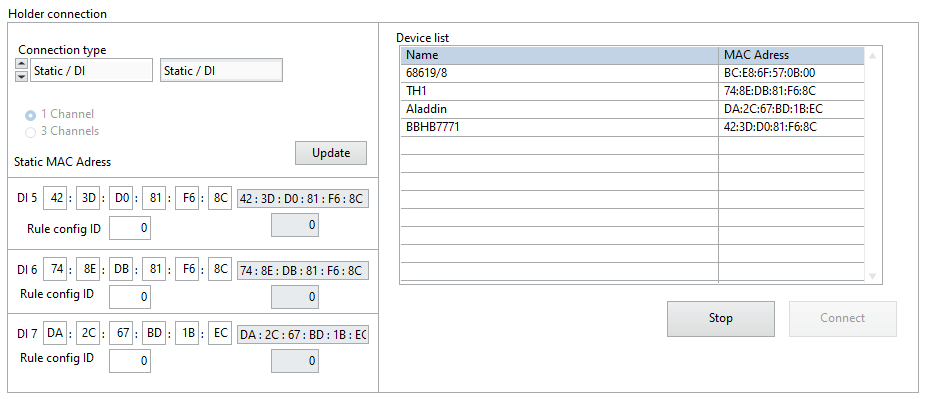 Holder connection
Connection type
Static / DI Static / DI
1 Channel
3 Channels
Static MAC Adress
Update
DI 5 42 : 3D : D0 : 81 : F6 : 8C 42 : 3D : D0 : 81 : F6 : 8C
Rule config ID 0 0
DI 6 74 : 8E : DB : 81 : F6 : 8C 74 : 8E : DB : 81 : F6 : 8C
Rule config ID 0 0
DI 7 DA : 2C : 67 : BD : 1B : EC DA : 2C : 67 : BD : 1B : EC
Rule config ID 0 0
Device list
Name MAC Adress
68619/8 BC:E8:6F:57:0B:00
TH1 74:8E:DB:81:F6:8C
Aladdin DA:2C:67:BD:1B:EC
BBHB7771 42:3D:D0:81:F6:8C
Stop Connect